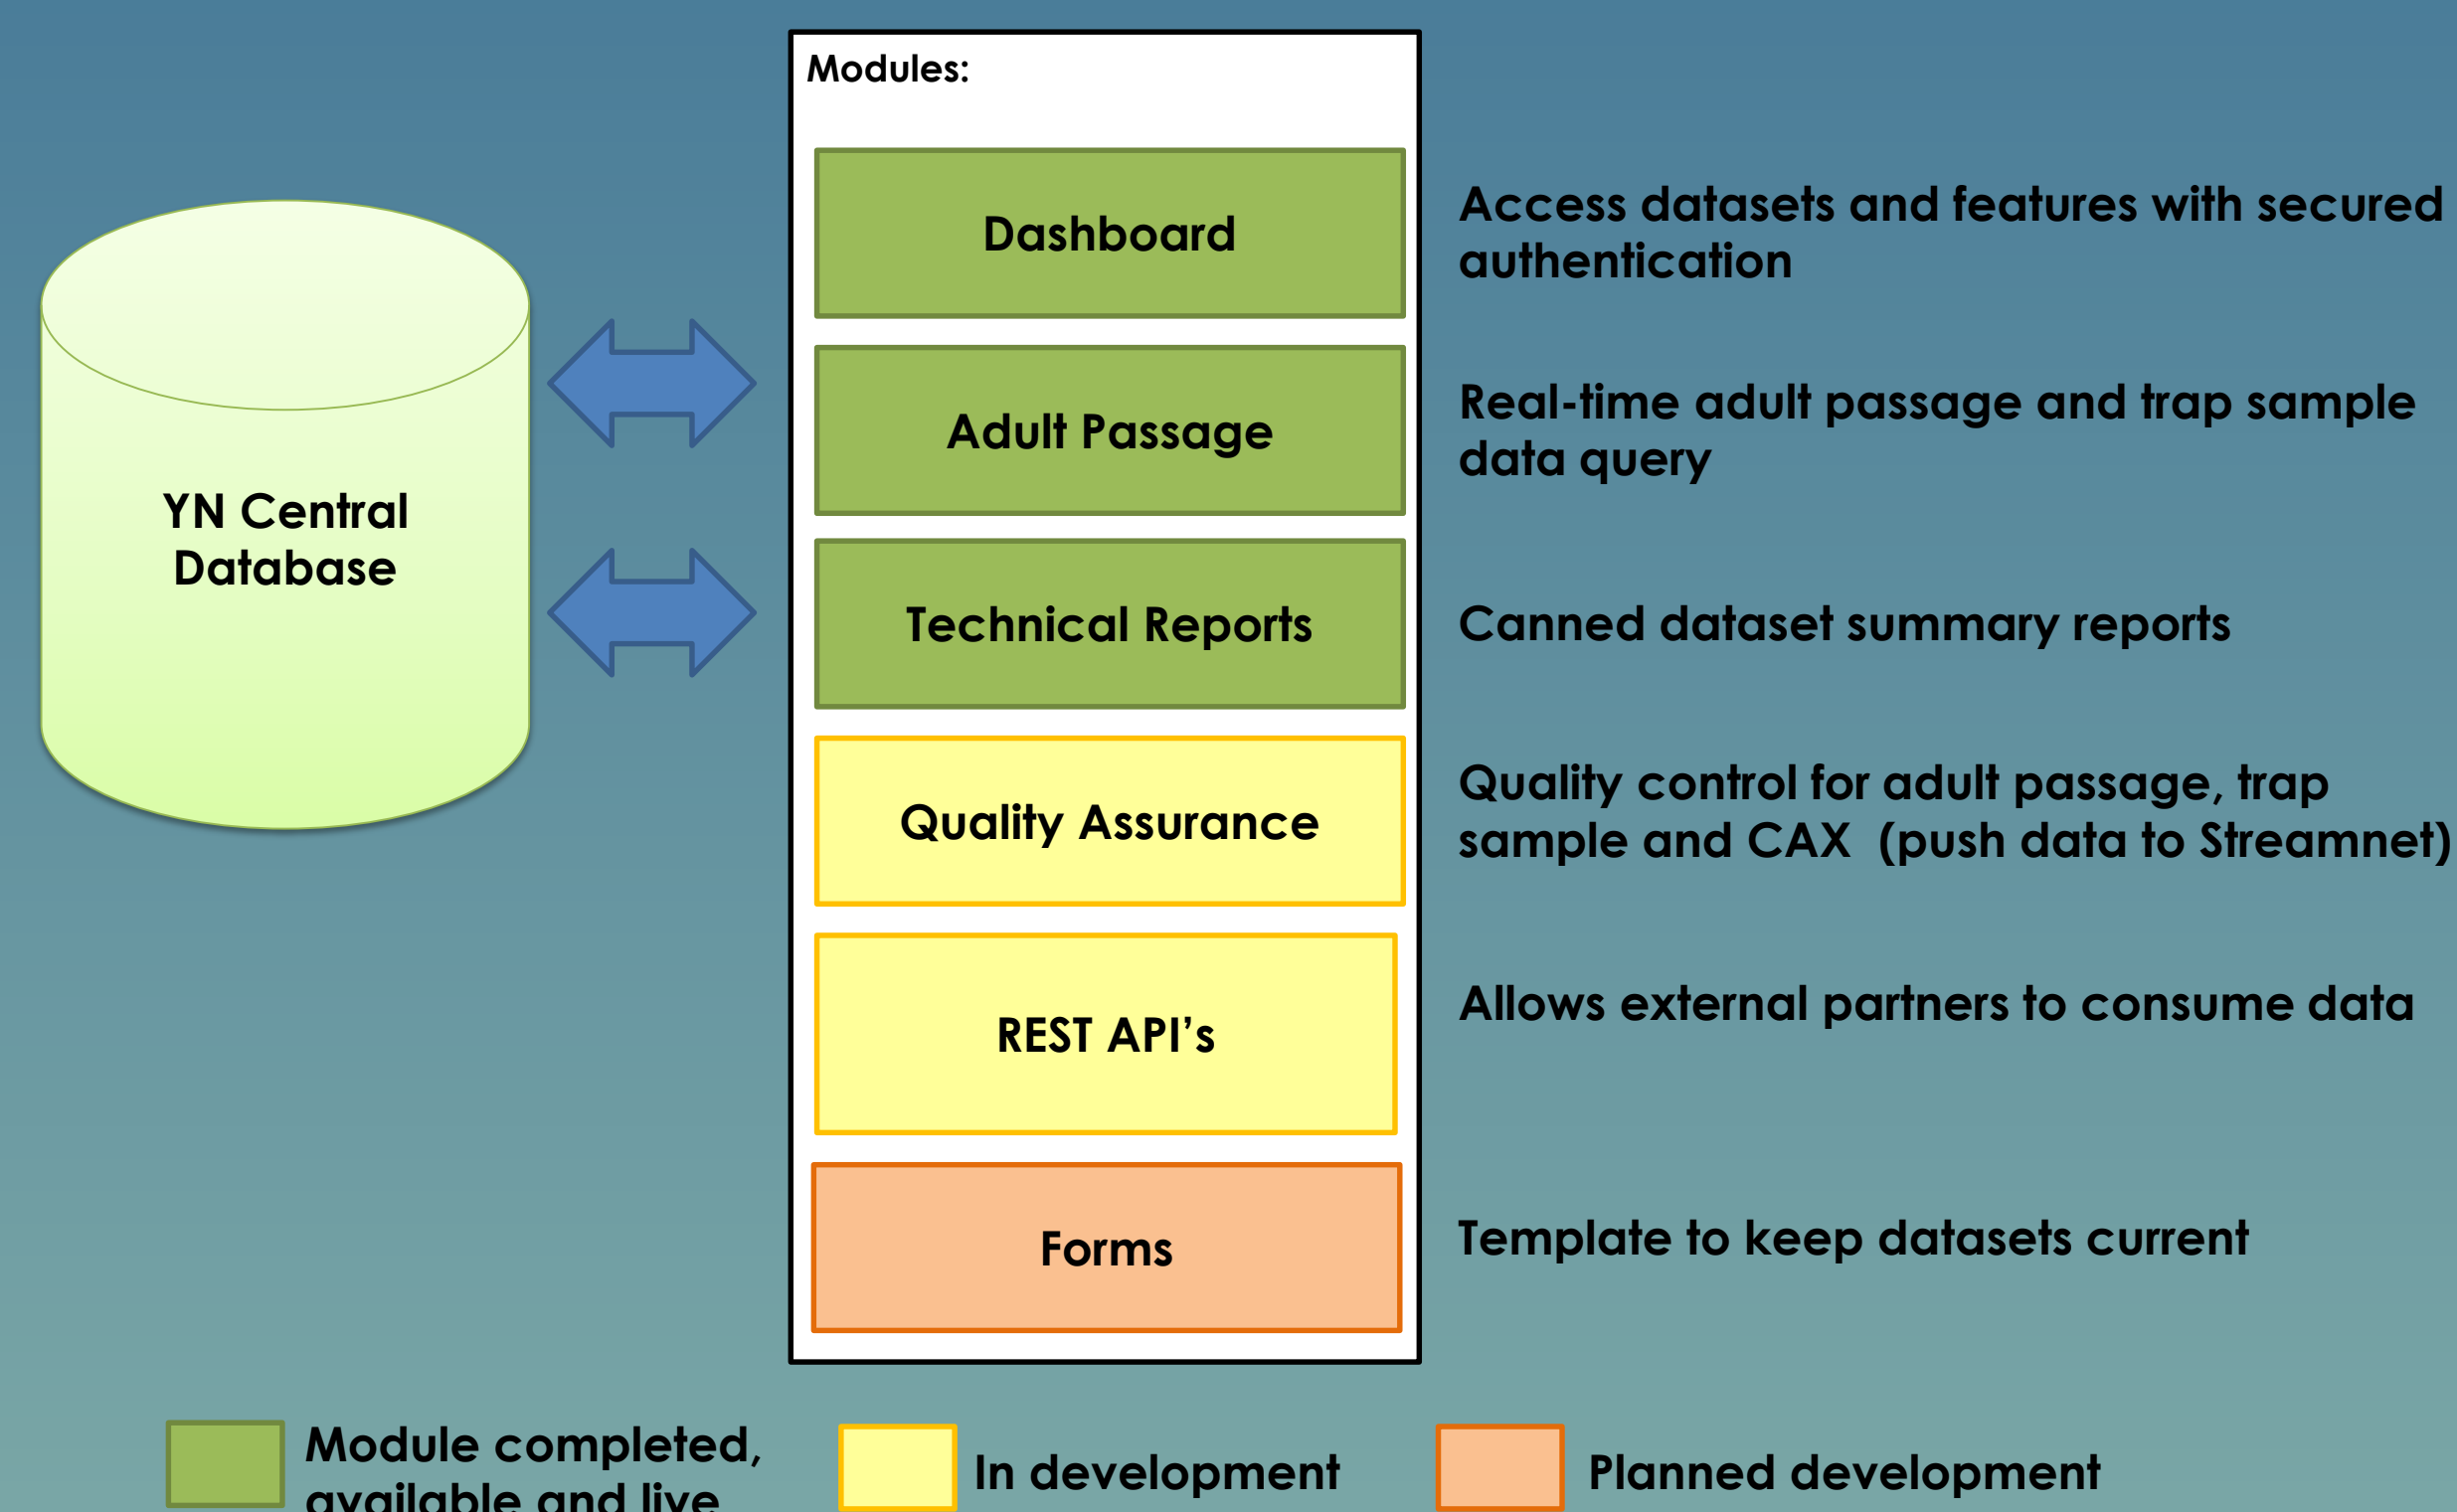 Modules:
Dashboard
Access datasets and features with secured
authentication
Adult Passage
Real-time adult passage and trap sample
data query
YN Central
Database
Technical Reports
Canned dataset summary reports
Quality Assurance
Quality control for adult passage, trap
sample and CAX  (push data to Streamnet)
REST API’s
Allows external partners to consume data
Forms
Template to keep datasets current
Module completed,
available and live
In development
Planned development